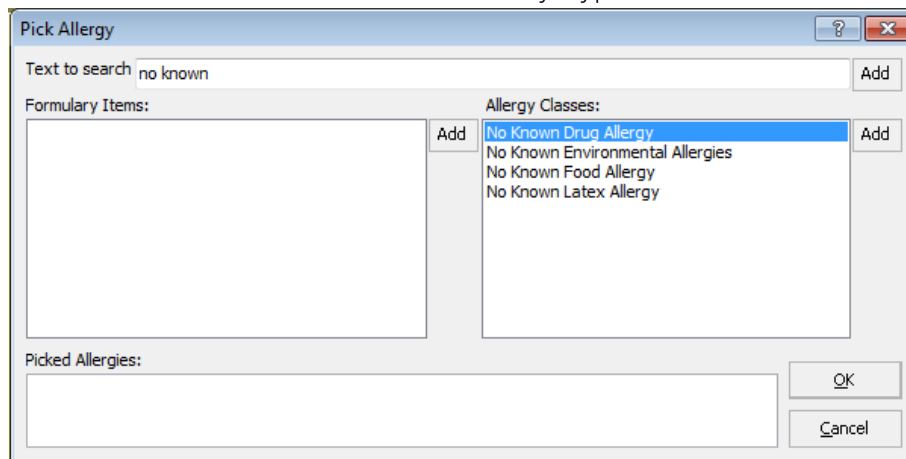 Pick Allergy
Text to search no known Add
Formulary Items: Allergy Classes:
Add No Known Drug Allergy Add
No Known Environmental Allergies
No Known Food Allergy
No Known Latex Allergy
Picked Allergies:
OK
Cancel